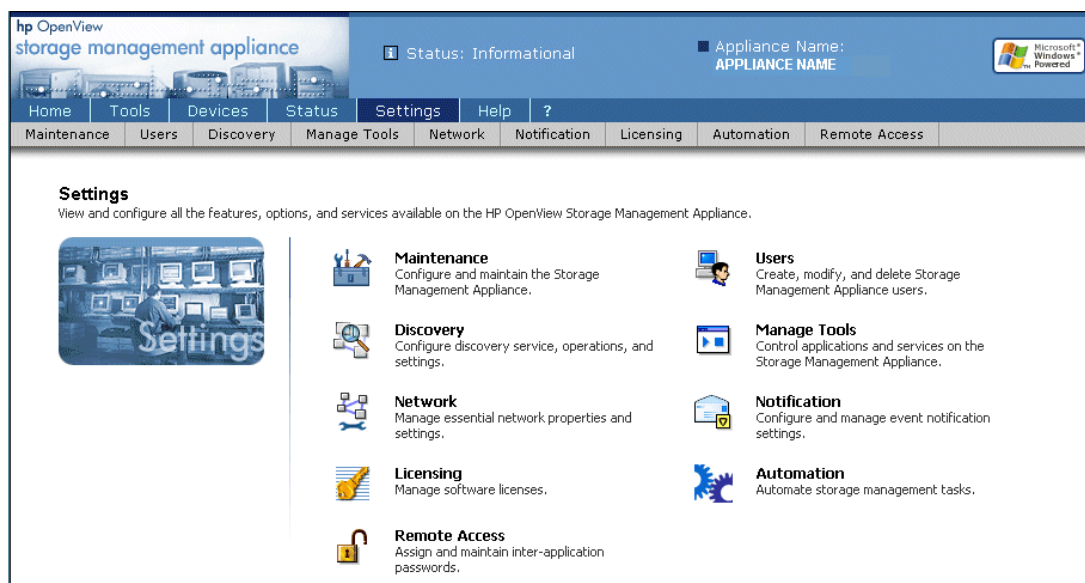 hp OpenView
storage management appliance
Status: Informational
Appliance Name:
APPLIANCE NAME
Microsoft®
Windows®
Powered
TM
Home Tools Devices Status Settings Help ?
Maintenance Users Discovery Manage Tools Network Notification Licensing Automation Remote Access
Settings
View and configure all the features, options, and services available on the HP OpenView Storage Management Appliance.
Settings
Maintenance
Configure and maintain the Storage
Management Appliance.
Users
Create, modify, and delete Storage
Management Appliance users.
Discovery
Configure discovery service, operations, and
settings.
Manage Tools
Control applications and services on the
Storage Management Appliance.
Network
Manage essential network properties and
settings.
Notification
Configure and manage event notification
settings.
Licensing
Manage software licenses.
Automation
Automate storage management tasks.
Remote Access
Assign and maintain inter-application
passwords.